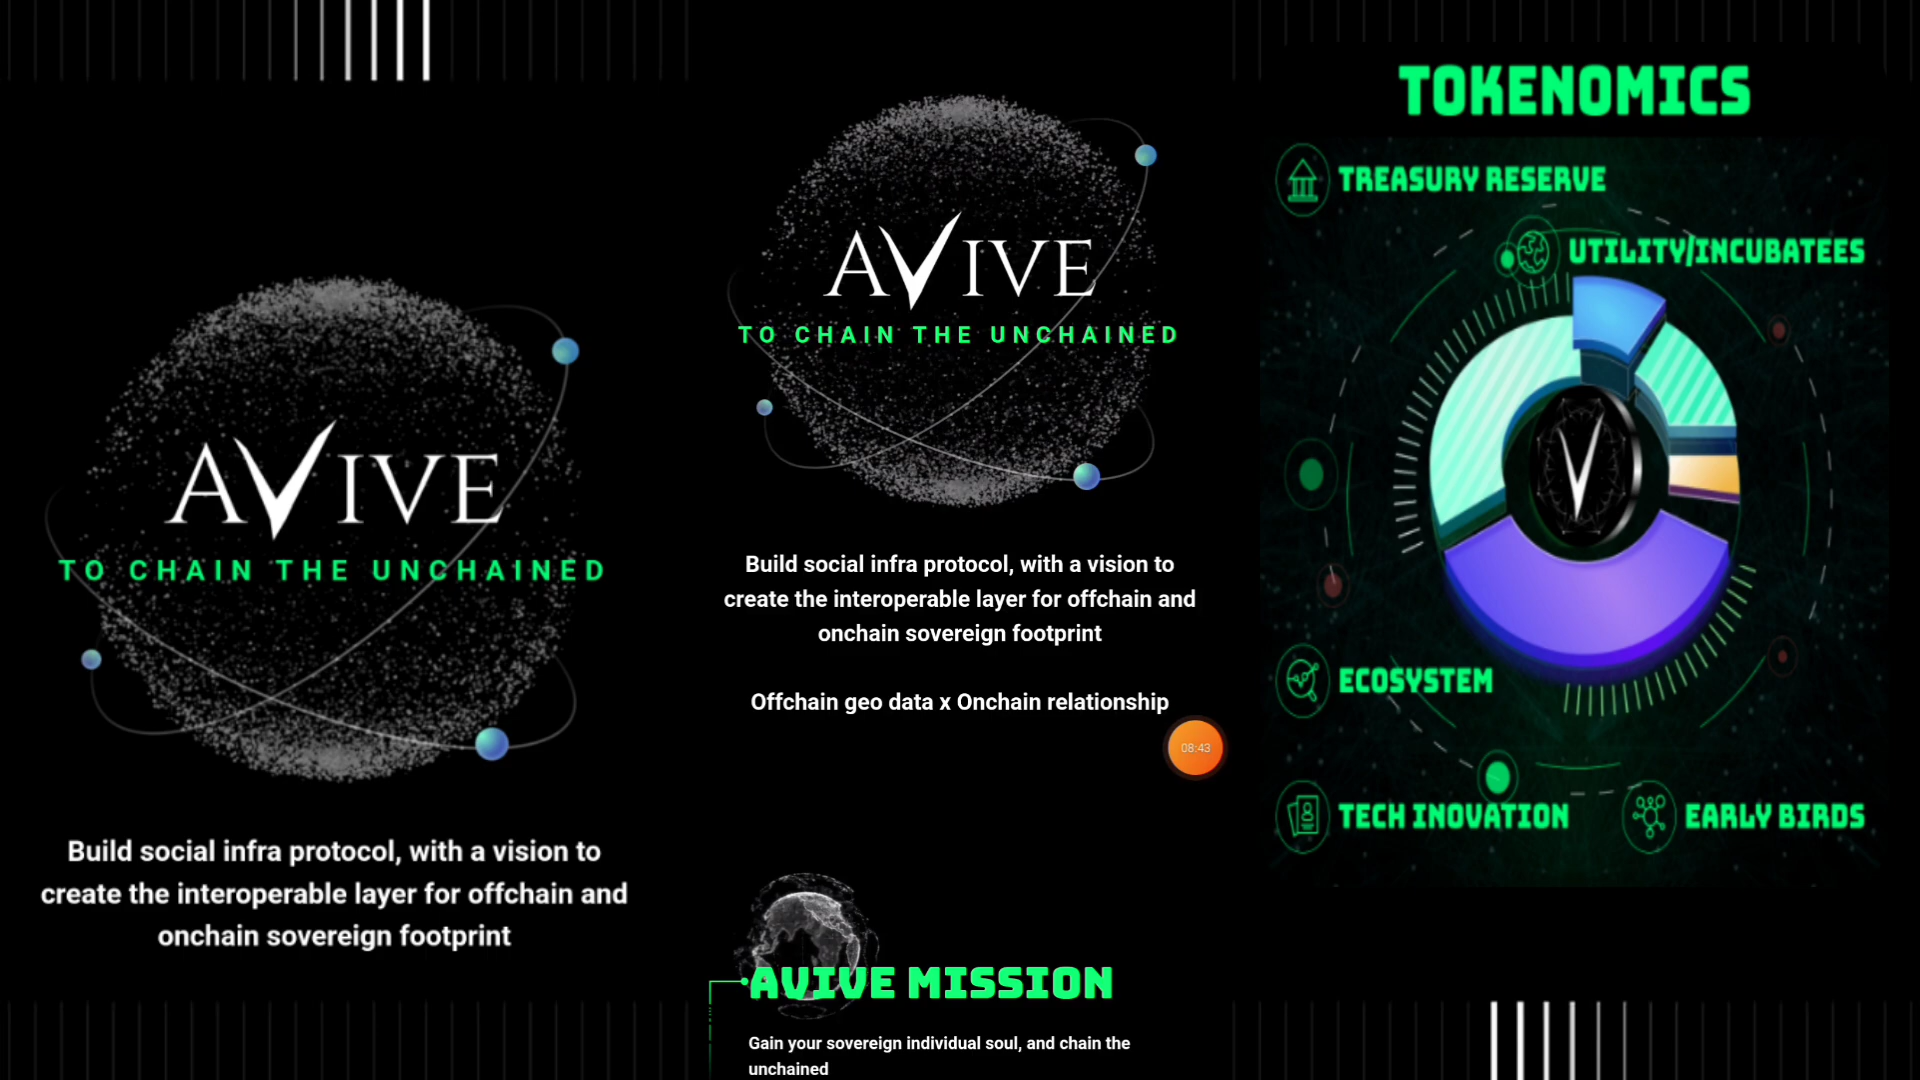 AVIVE
TO CHAIN THE UNCHAINED
Build social infra protocol, with a vision to
create the interoperable layer for offchain and
onchain sovereign footprint
AVIVE
TO CHAIN THE UNCHAINED
Build social infra protocol, with a vision to
create the interoperable layer for offchain and
onchain sovereign footprint
Offchain geo data x Onchain relationship
08:43
AVIVE MISSION
Gain your sovereign individual soul, and chain the
unchained
TOKENOMICS
TREASURY RESERVE
UTILITY/INCUBATEES
V
ECOSYSTEM
TECH INOVATION
EARLY BIRDS